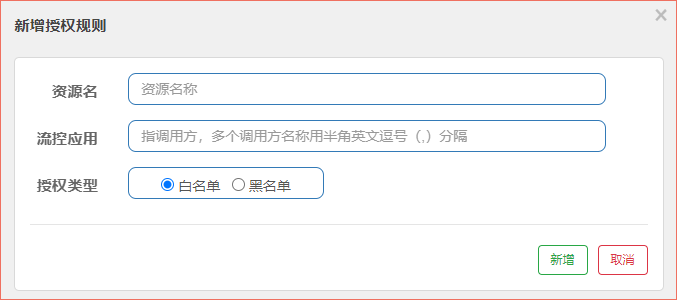 新增授权规则
×
资源名 资源名称
流控应用 指调用方，多个调用方名称用半角英文逗号（,）分隔
授权类型 白名单 黑名单
新增 取消